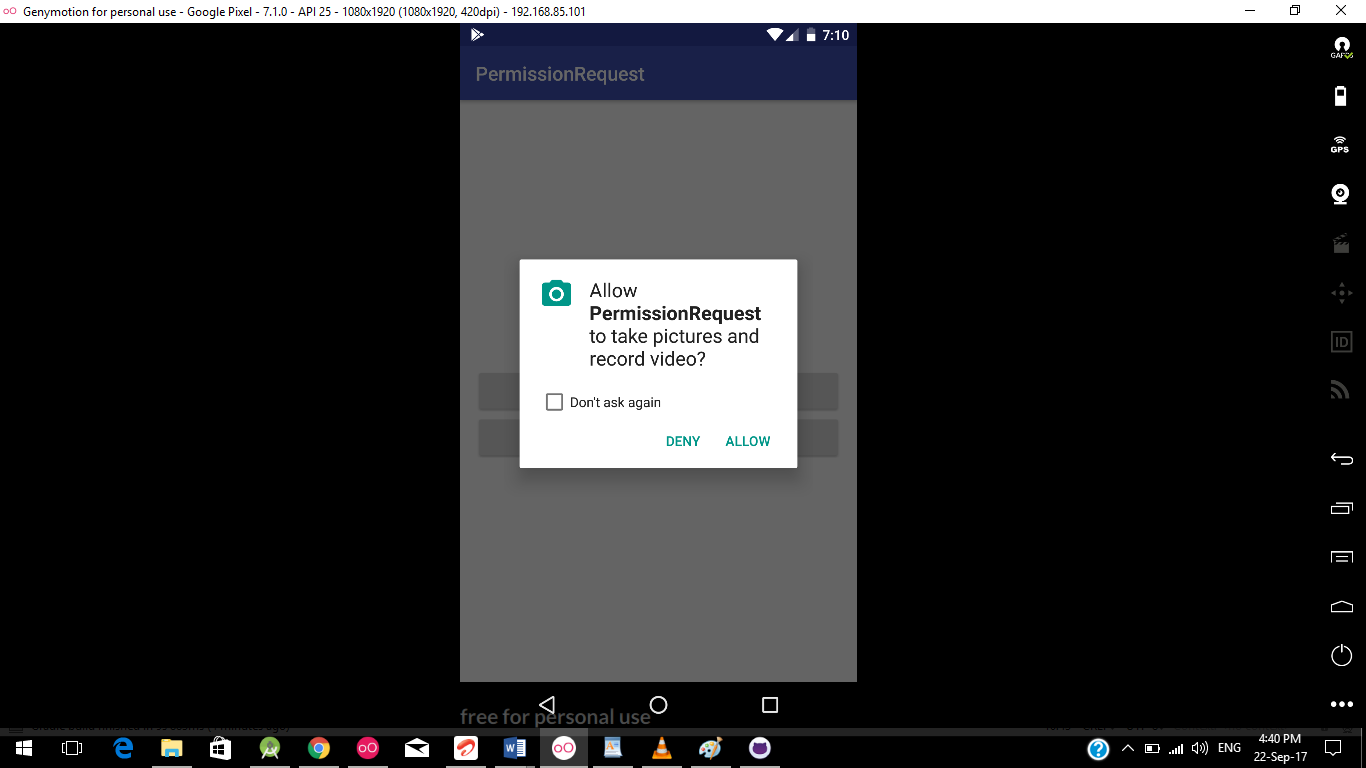 Genymotion for personal use - Google Pixel - 7.1.0 - API 25 - 1080x1920 (1080x1920, 420dpi) - 192.168.85.101
7:10
PermissionRequest
Allow
PermissionRequest
to take pictures and
record video?
Don't ask again
DENY ALLOW
free for personal use
GPS
ID
ENG
4:40 PM
22-Sep-17